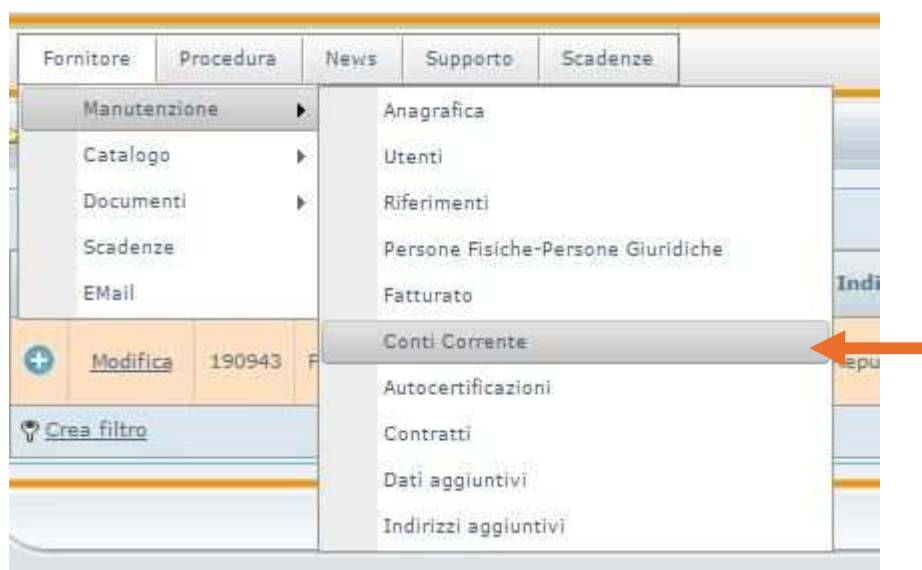 Fornitore Procedura News Supporto Scadenze
Manutenzione
Catalogo
Documenti
Scadenze
EMail
Anagrafica
Utenti
Riferimenti
Persone Fisiche-Persone Giuridiche
Fatturato
Conti Corrente
Autocertificazioni
Contratti
Dati aggiuntivi
Indirizzi aggiuntivi
Indi
Modifica 190943 F epu
Crea filtro